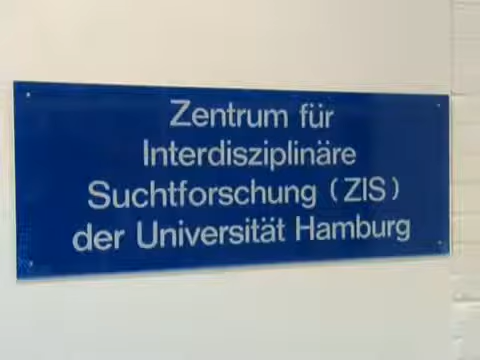 Zentrum für
Interdisziplinäre
Suchtforschung (ZIS)
der Universität Hamburg